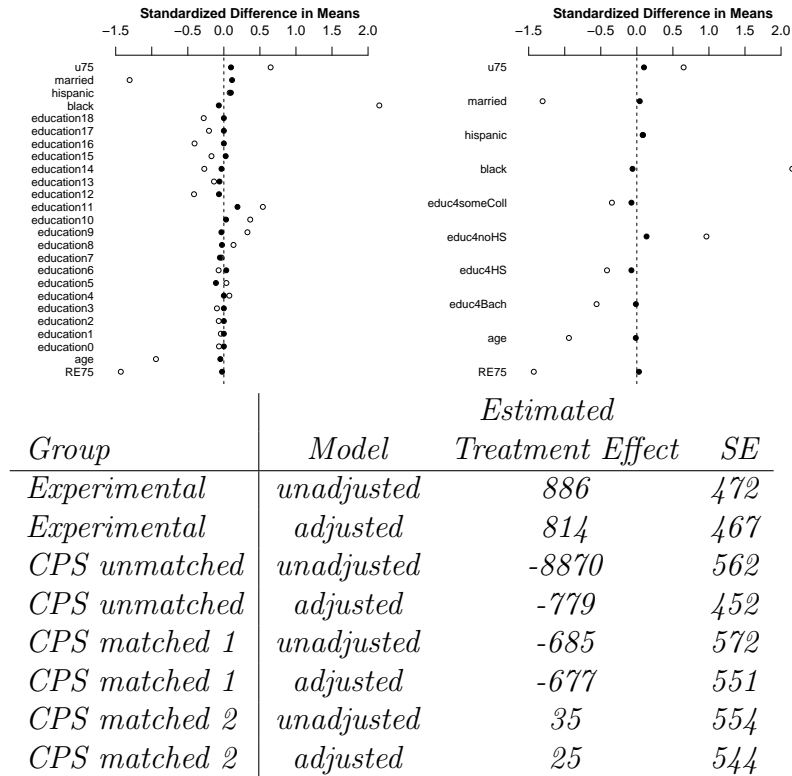 Standardized Difference in Means
−1.5 −0.5 0.0 0.5 1.0 1.5 2.0
u75
married
hispanic
black
education18
education17
education16
education15
education14
education13
education12
education11
education10
education9
education8
education7
education6
education5
education4
education3
education2
education1
education0
age
RE75
Standardized Difference in Means
−1.5 −0.5 0.0 0.5 1.0 1.5 2.0
u75
married
hispanic
black
educ4someColl
educ4noHS
educ4HS
educ4Bach
age
RE75
Estimated
Group Model Treatment Effect SE
Experimental unadjusted 886 472
Experimental adjusted 814 467
CPS unmatched unadjusted -8870 562
CPS unmatched adjusted -779 452
CPS matched 1 unadjusted -685 572
CPS matched 1 adjusted -677 551
CPS matched 2 unadjusted 35 554
CPS matched 2 adjusted 25 544